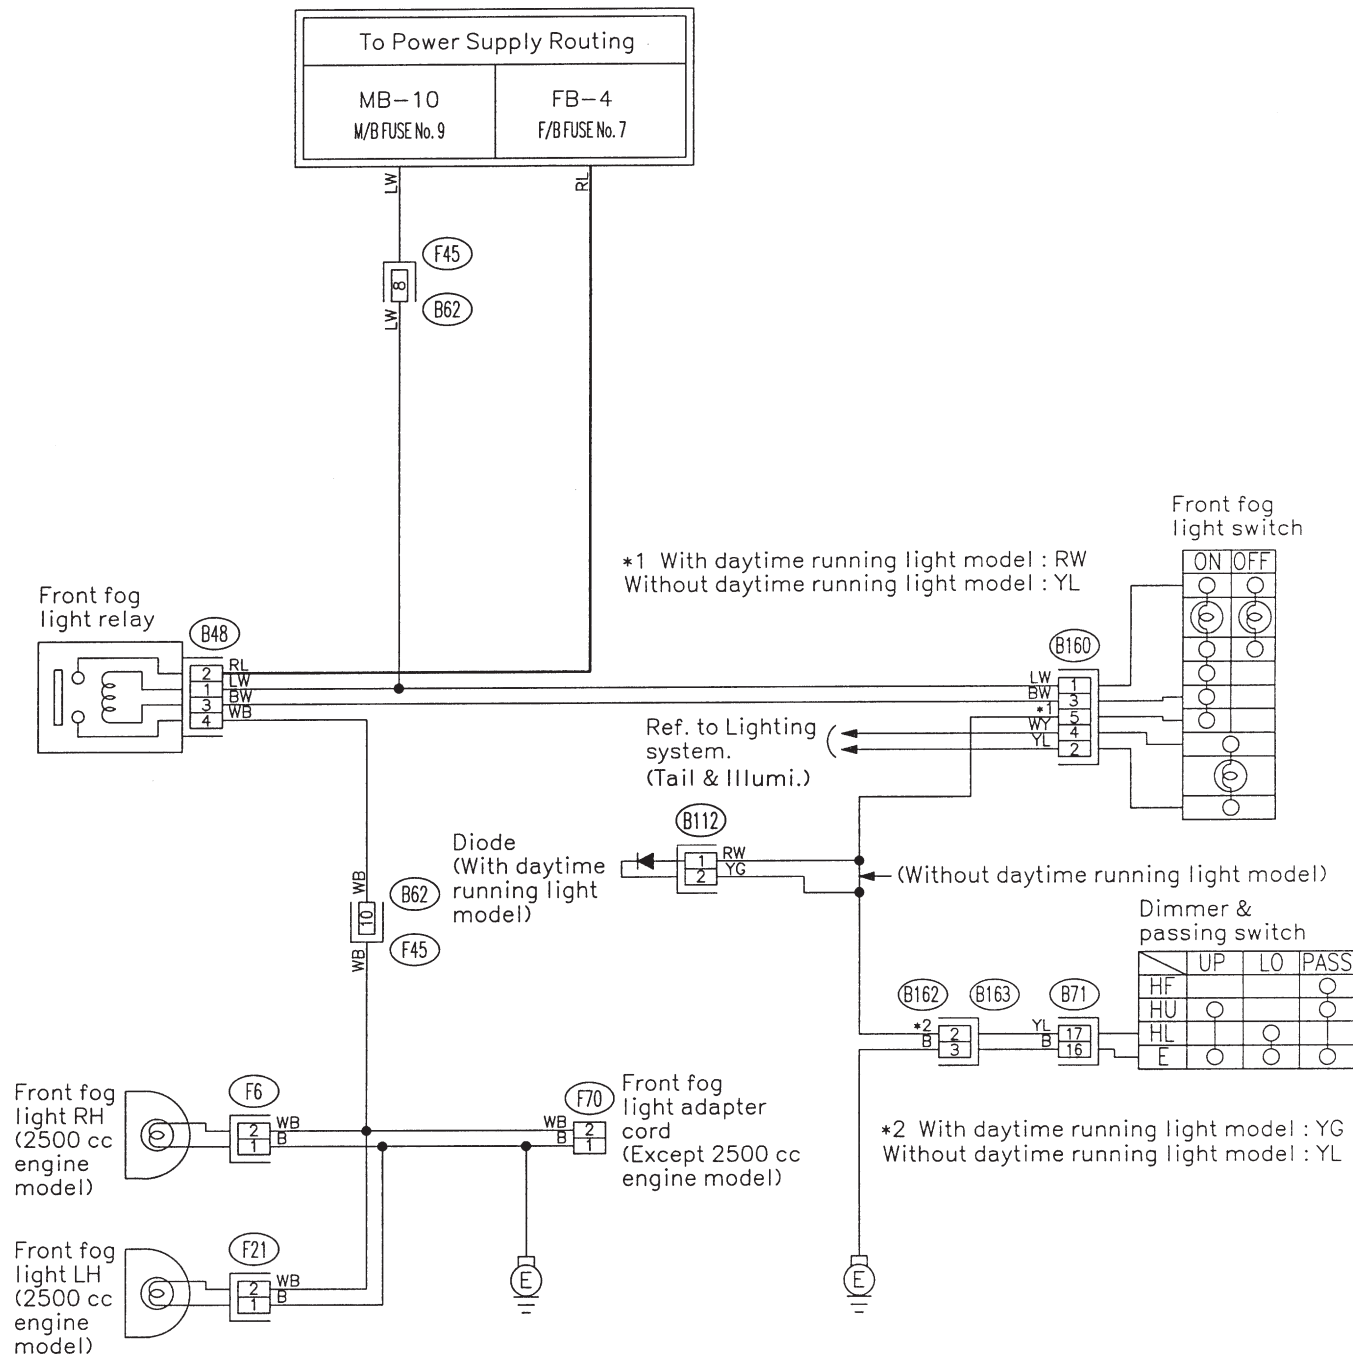 To Power Supply Routing
MB-10
M/B FUSE No. 9
FB-4
F/B FUSE No. 7
LW
RL
F45
8
B62
LW
Front fog
light switch
ON OFF
*1 With daytime running light model : RW
Without daytime running light model : YL
Front fog
light relay
B48
2 RL
1 LW
3 BW
4 WB
B160
LW 1
BW 3
*1 5
WY 4
YL 2
Ref. to Lighting
system.
(Tail & Illumi.)
B112
1 RW
2 YG
Diode
(With daytime
running light
model)
(Without daytime running light model)
WB
B62
10
F45
WB
Dimmer &
passing switch
UP LO PASS
HF
HU
HL
E
B162
B163
B71
*2 2 YL 17
B 3 B 16
Front fog
light RH
(2500 cc
engine
model)
F6
2 WB
1 B
F70
WB 2
B 1
Front fog
light adapter
cord
(Except 2500 cc
engine model)
*2 With daytime running light model : YG
Without daytime running light model : YL
Front fog
light LH
(2500 cc
engine
model)
F21
2 WB
1 B
E
E